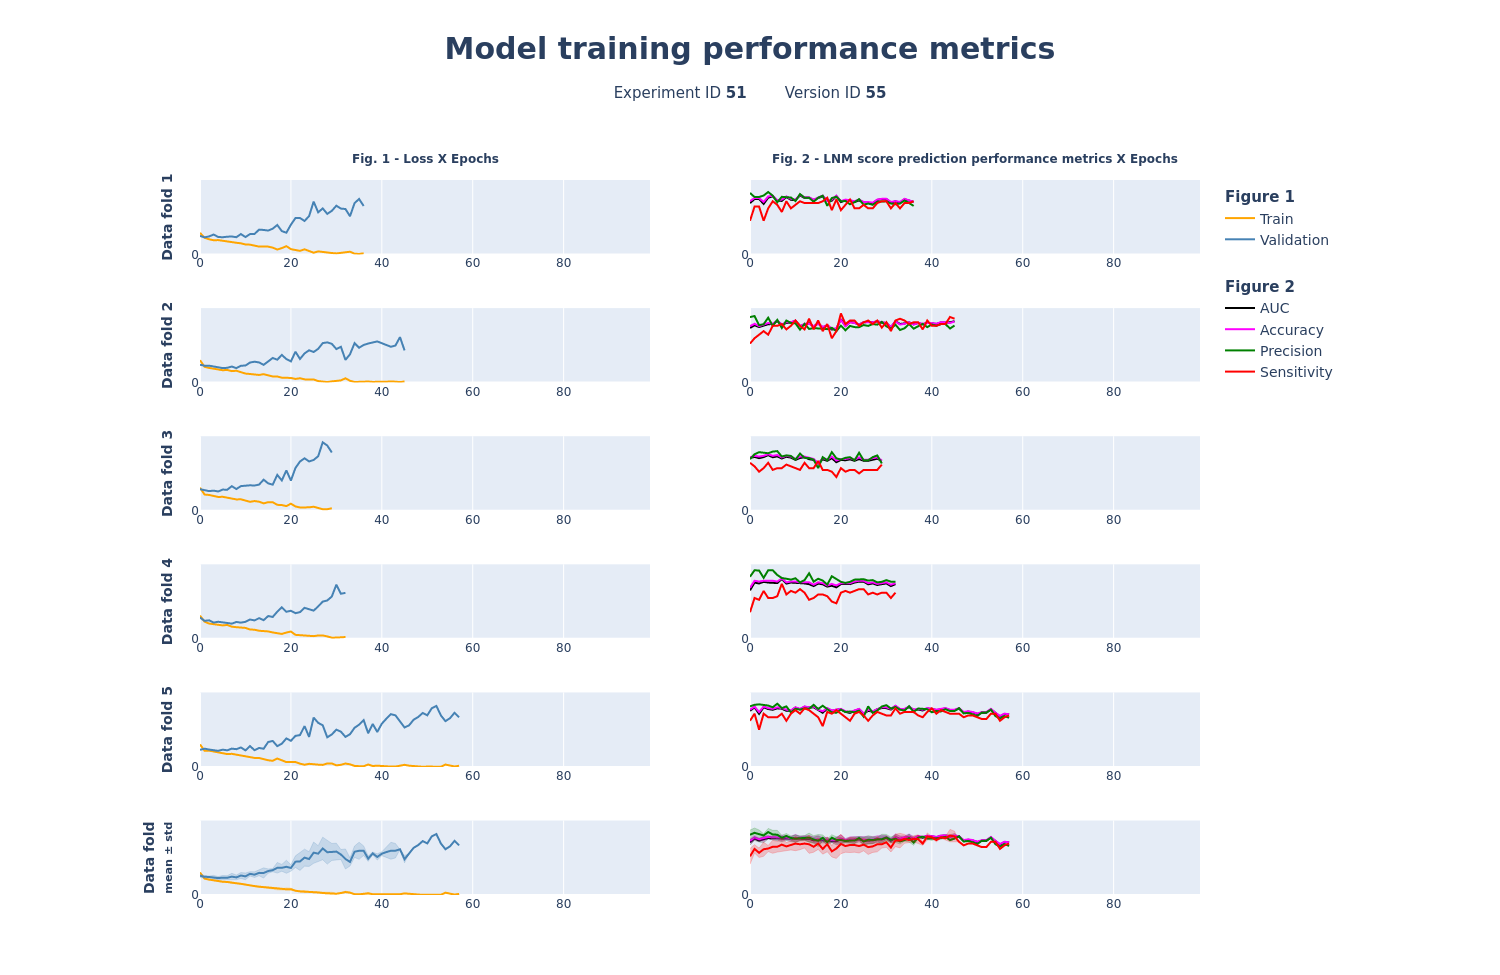 Model training performance metrics
Experiment ID 51 Version ID 55
Fig. 1 - Loss X Epochs
Fig. 2 - LNM score prediction performance metrics X Epochs
Data fold 1
0
0 20 40 60 80
0
0 20 40 60 80
Figure 1
Train
Validation
Figure 2
AUC
Accuracy
Precision
Sensitivity
Data fold 2
0
0 20 40 60 80
0
0 20 40 60 80
Data fold 3
0
0 20 40 60 80
0
0 20 40 60 80
Data fold 4
0
0 20 40 60 80
0
0 20 40 60 80
Data fold 5
0
0 20 40 60 80
0
0 20 40 60 80
Data fold
mean ± std
0
0 20 40 60 80
0
0 20 40 60 80